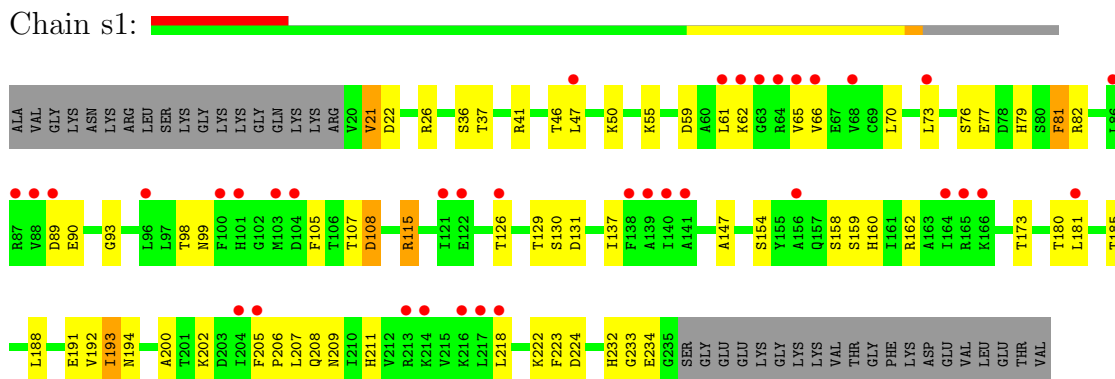 Chain s1:
ALA VAL GLY LYS ASN LYS ARG LEU SER LYS GLY LYS LYS GLY GLN LYS LYS ARG V20 V21 D22 R26 S36 T37 R41 T46 L47 K50 K55 D59 A60 L61 K62 G63 R64 V65 V66 E67 V68 C69 L70 L73 S76 E77 D78 H79 S80 F81 R82 L86
R87 V88 D89 E90 G93 L96 L97 T98 N99 F100 H101 G102 M103 D104 F105 T106 T107 D108 R115 I121 E122 T126 T129 S130 D131 I137 F138 A139 I140 A141 A147 S154 Y155 A156 Q157 S158 S159 H160 I161 R162 A163 I164 R165 K166 T173 T180 L181 T185
L188 E191 V192 I193 N194 A200 T201 K202 D203 I204 F205 P206 L207 Q208 N209 I210 H211 V212 R213 K214 V215 K216 L217 L218 K222 F223 D224 H232 G233 E234 G235 SER GLY GLU GLU LYS GLY LYS LYS VAL THR GLY PHE LYS ASP GLU VAL LEU GLU THR VAL